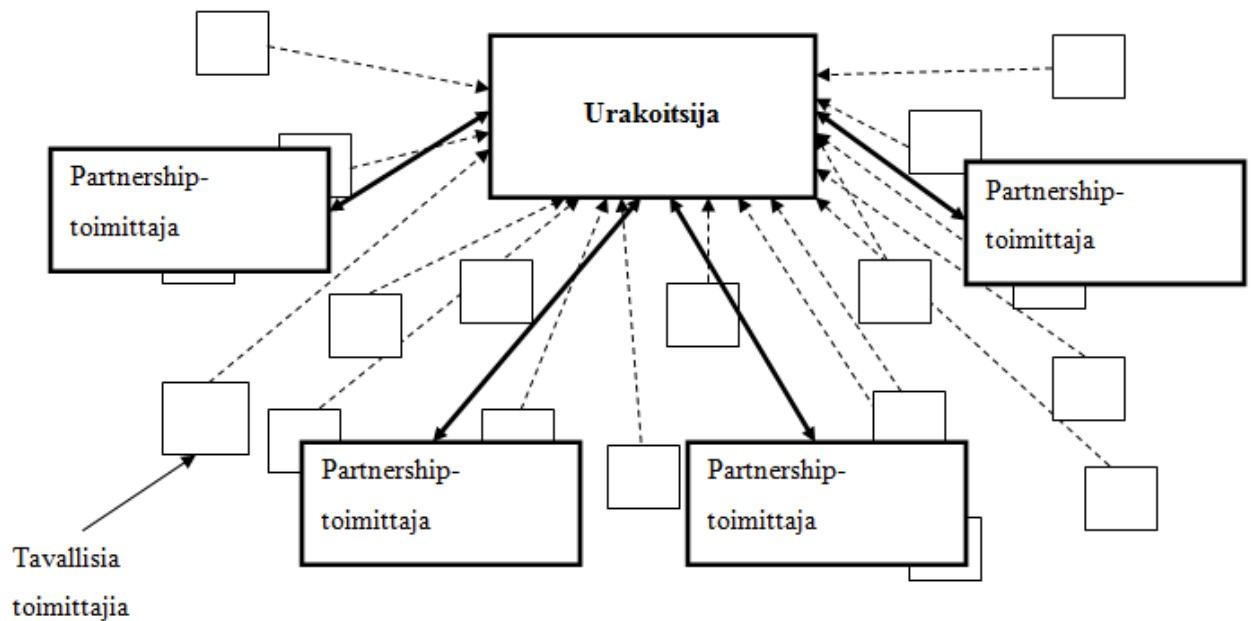 Urakoitsija
Partnership-
toimittaja
Partnership-
toimittaja
Partnership-
toimittaja
Partnership-
toimittaja
Tavallisia
toimittajia